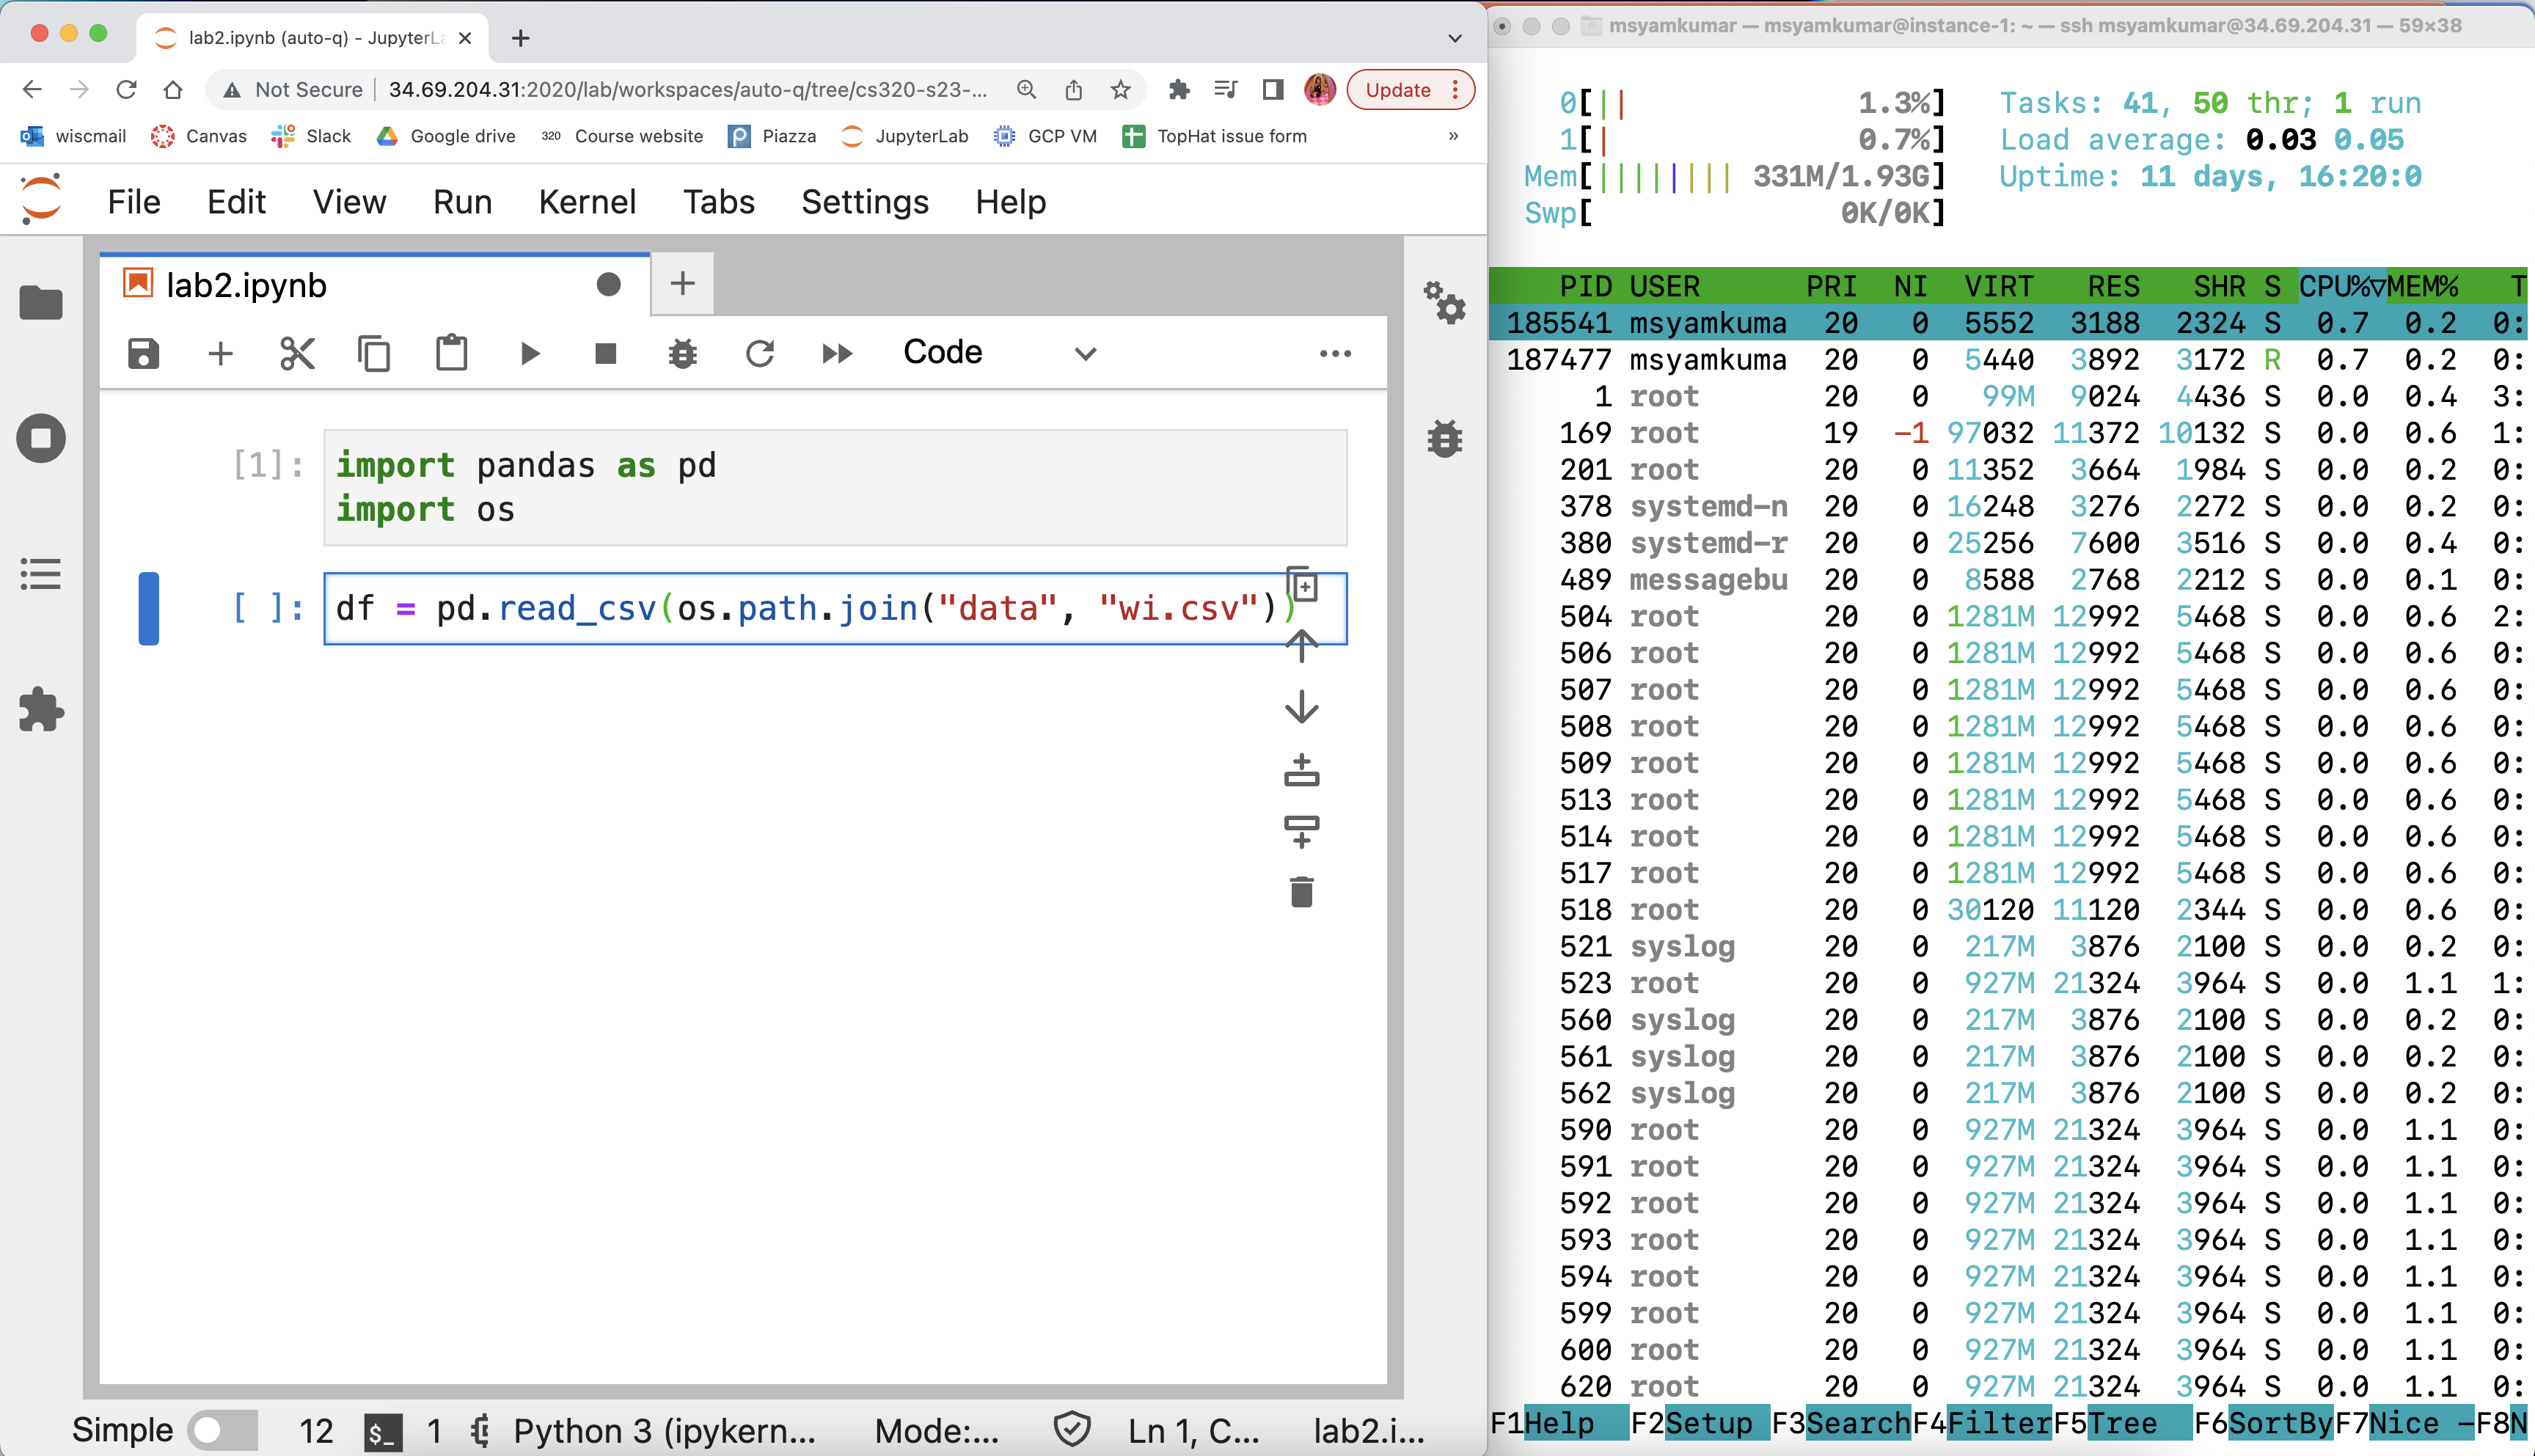 lab2.ipynb (auto-q) - JupyterLa
Not Secure | 34.69.204.31:2020/lab/workspaces/auto-q/tree/cs320-s23-...
Update
wiscmail Canvas Slack Google drive 320 Course website Piazza JupyterLab GCP VM TopHat issue form »
File Edit View Run Kernel Tabs Settings Help
lab2.ipynb
Code
[1]: import pandas as pd
import os
[ ]: df = pd.read_csv(os.path.join("data", "wi.csv"))
Simple 12 $_ 1 Python 3 (ipykern... Mode:... Ln 1, C... lab2.i...
msyamkumar — msyamkumar@instance-1: ~ — ssh msyamkumar@34.69.204.31 — 59×38
0[|| 1.3%] Tasks: 41, 50 thr; 1 run
1[| 0.7%] Load average: 0.03 0.05
Mem[|||||||| 331M/1.93G] Uptime: 11 days, 16:20:0
Swp[ 0K/0K]
PID USER PRI NI VIRT RES SHR S CPU%▽MEM% T
185541 msyamkuma 20 0 5552 3188 2324 S 0.7 0.2 0:
187477 msyamkuma 20 0 5440 3892 3172 R 0.7 0.2 0:
1 root 20 0 99M 9024 4436 S 0.0 0.4 3:
169 root 19 -1 97032 11372 10132 S 0.0 0.6 1:
201 root 20 0 11352 3664 1984 S 0.0 0.2 0:
378 systemd-n 20 0 16248 3276 2272 S 0.0 0.2 0:
380 systemd-r 20 0 25256 7600 3516 S 0.0 0.4 0:
489 messagebu 20 0 8588 2768 2212 S 0.0 0.1 0:
504 root 20 0 1281M 12992 5468 S 0.0 0.6 2:
506 root 20 0 1281M 12992 5468 S 0.0 0.6 0:
507 root 20 0 1281M 12992 5468 S 0.0 0.6 0:
508 root 20 0 1281M 12992 5468 S 0.0 0.6 0:
509 root 20 0 1281M 12992 5468 S 0.0 0.6 0:
513 root 20 0 1281M 12992 5468 S 0.0 0.6 0:
514 root 20 0 1281M 12992 5468 S 0.0 0.6 0:
517 root 20 0 1281M 12992 5468 S 0.0 0.6 0:
518 root 20 0 30120 11120 2344 S 0.0 0.6 0:
521 syslog 20 0 217M 3876 2100 S 0.0 0.2 0:
523 root 20 0 927M 21324 3964 S 0.0 1.1 1:
560 syslog 20 0 217M 3876 2100 S 0.0 0.2 0:
561 syslog 20 0 217M 3876 2100 S 0.0 0.2 0:
562 syslog 20 0 217M 3876 2100 S 0.0 0.2 0:
590 root 20 0 927M 21324 3964 S 0.0 1.1 0:
591 root 20 0 927M 21324 3964 S 0.0 1.1 0:
592 root 20 0 927M 21324 3964 S 0.0 1.1 0:
593 root 20 0 927M 21324 3964 S 0.0 1.1 0:
594 root 20 0 927M 21324 3964 S 0.0 1.1 0:
599 root 20 0 927M 21324 3964 S 0.0 1.1 0:
600 root 20 0 927M 21324 3964 S 0.0 1.1 0:
620 root 20 0 927M 21324 3964 S 0.0 1.1 0:
F1Help F2Setup F3SearchF4FilterF5Tree F6SortByF7Nice -F8N